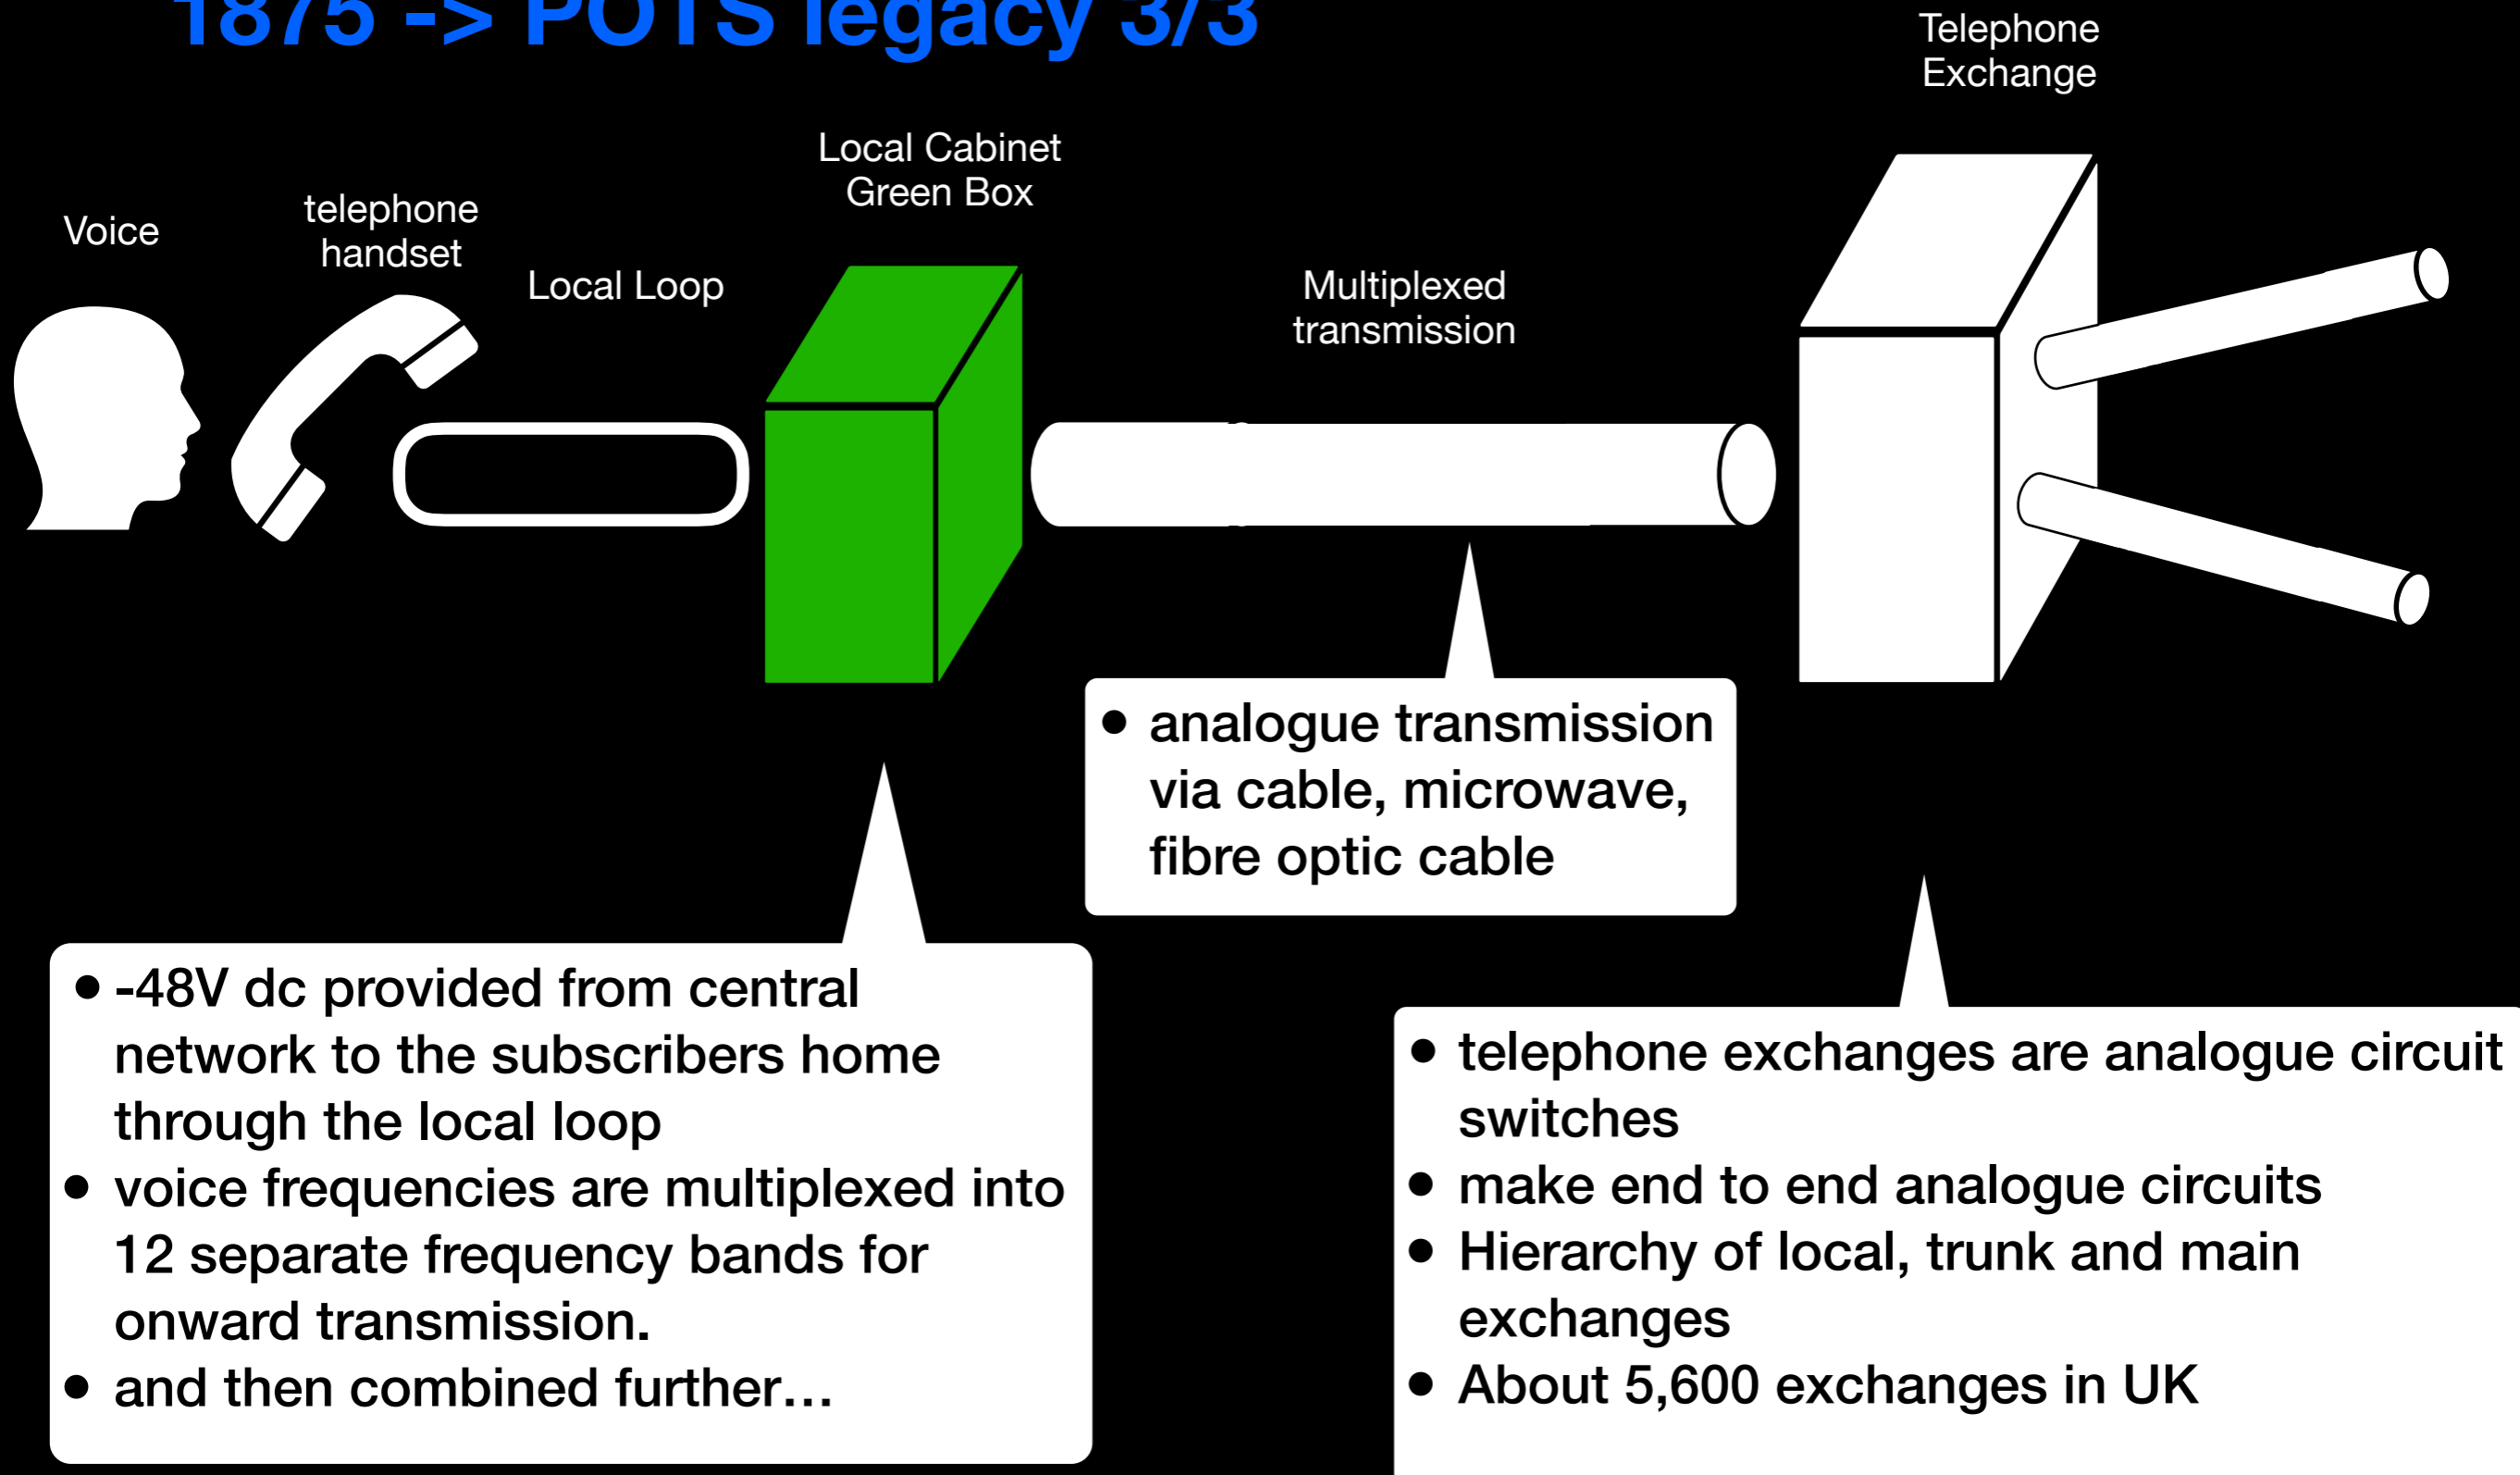 1875 -> POTS legacy 3/3
Telephone
Exchange
Local Cabinet
Green Box
Voice
telephone
handset
Local Loop
Multiplexed
transmission
• analogue transmission
via cable, microwave,
fibre optic cable
• -48V dc provided from central
network to the subscribers home
through the local loop
• voice frequencies are multiplexed into
12 separate frequency bands for
onward transmission.
• and then combined further…
• telephone exchanges are analogue circuit
switches
• make end to end analogue circuits
• Hierarchy of local, trunk and main
exchanges
• About 5,600 exchanges in UK